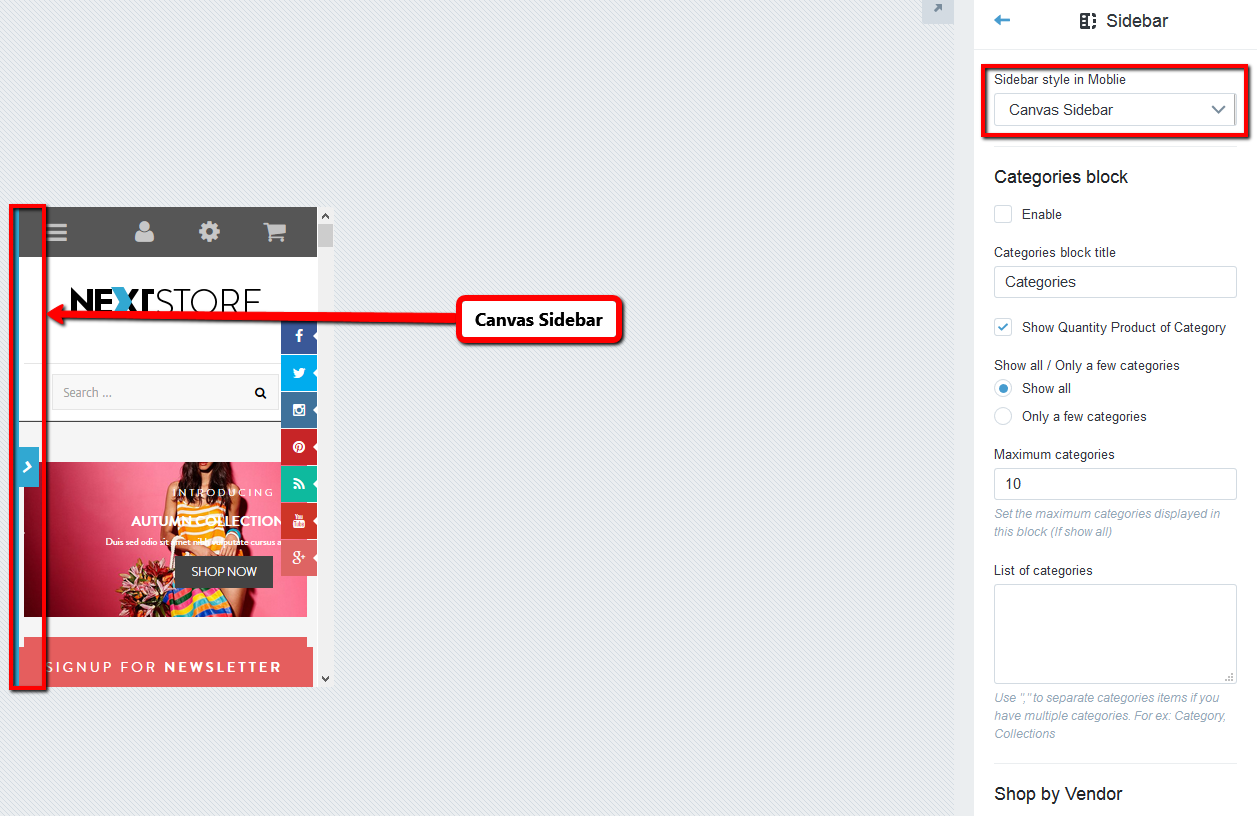 Sidebar
Sidebar style in Moblie
Canvas Sidebar
Categories block
Enable
Categories block title
Categories
Show Quantity Product of Category
Show all / Only a few categories
Show all
Only a few categories
Maximum categories
10
Set the maximum categories displayed in
this block (If show all)
List of categories
Use "," to separate categories items if you
have multiple categories. For ex: Category,
Collections
Shop by Vendor
NEXTSTORE
Canvas Sidebar
Search ...
INTRODUCING
AUTUMN COLLECTION
Duis sed odio sit amet nibh vulputate cursus a
SHOP NOW
You
Tube
g+
SIGNUP FOR NEWSLETTER